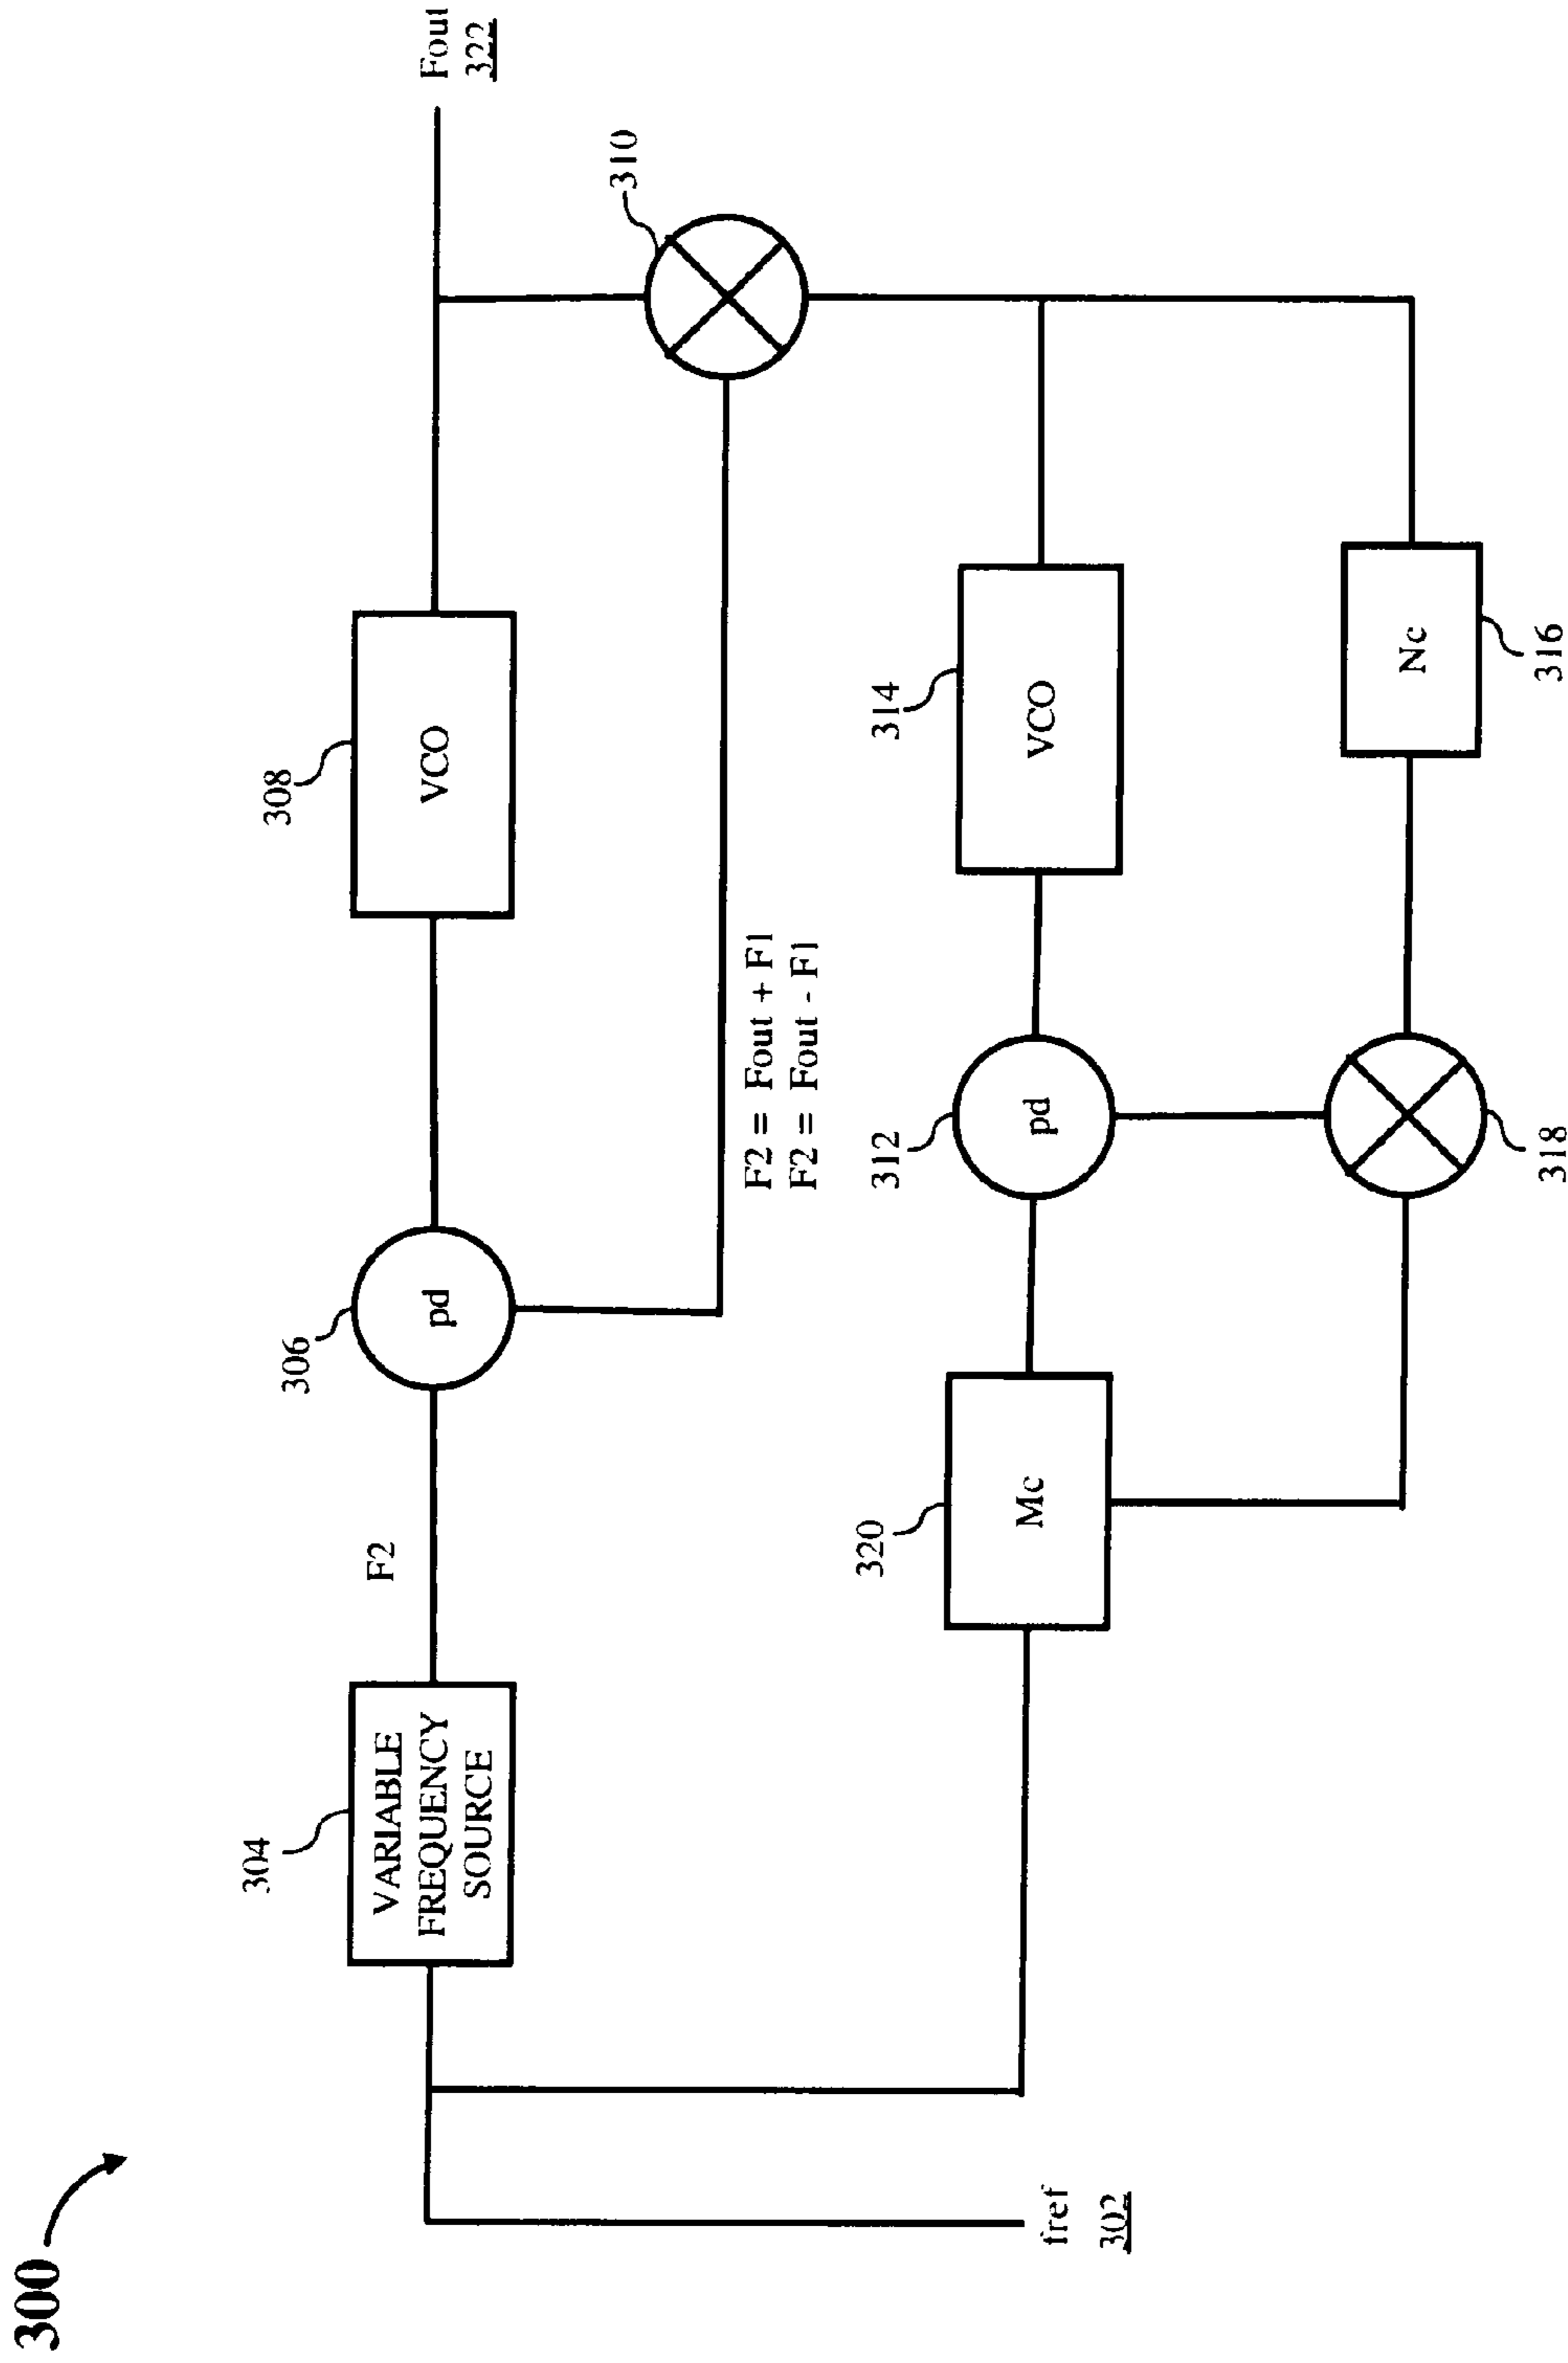 300
Fout
322
308
VCO
306
pd
F2
304
VARIABLE
FREQUENCY
SOURCE
310
F2 = Fout + F1
F2 = Fout - F1
314
VCO
312
pd
320
Mc
fref
302
Nc
316
318